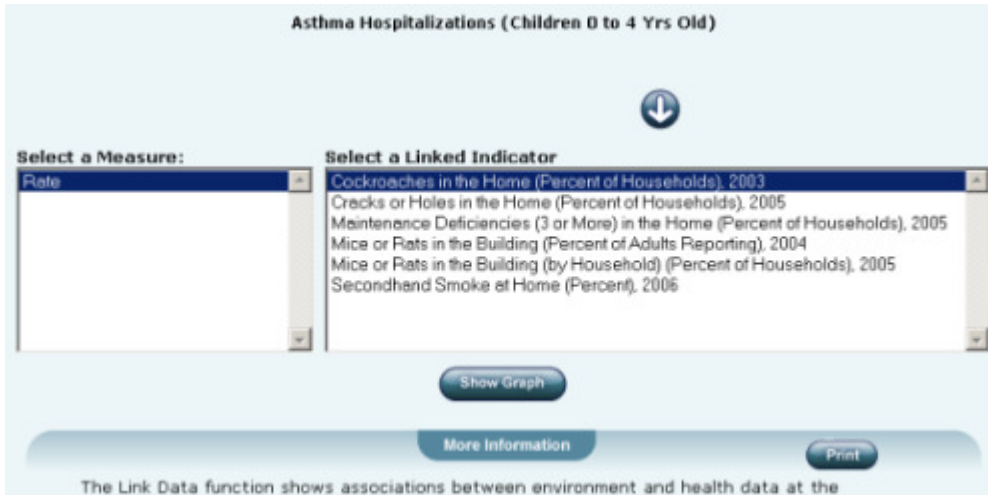 Asthma Hospitalizations (Children 0 to 4 Yrs Old)
Select a Measure:
Rate
Select a Linked Indicator
Cockroaches in the Home (Percent of Households), 2003
Cracks or Holes in the Home (Percent of Households), 2005
Maintenance Deficiencies (3 or More) in the Home (Percent of Households), 2005
Mice or Rats in the Building (Percent of Adults Reporting), 2004
Mice or Rats in the Building (by Household) (Percent of Households), 2005
Secondhand Smoke at Home (Percent), 2006
Show Graph
More Information
Print
The Link Data function shows associations between environment and health data at the